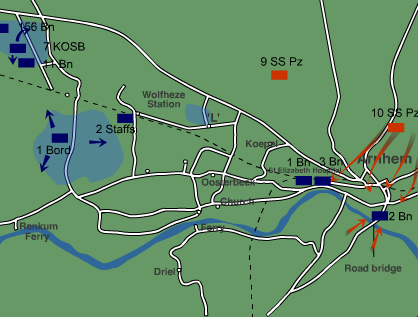 156 Bn
7 KOSB
11 Bn
9 SS Pz
Wolfheze
Station
'L'
10 SS Pz
2 Staffs
1 Bord
Koepel
Arnhem
1 Bn
3 Bn
St Elizabeth Hospital
Oosterbeek
Church
Renkum
Ferry
Ferry
2 Bn
Driel
Road bridge